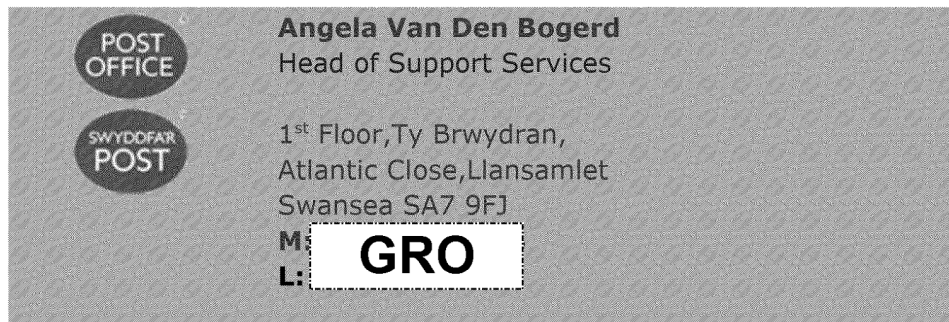 POST
OFFICE
Angela Van Den Bogerd
Head of Support Services
SWYDDFA'R
POST
1st Floor,Ty Brwydran,
Atlantic Close,Llansamlet
Swansea SA7 9FJ
M:
GRO
L: